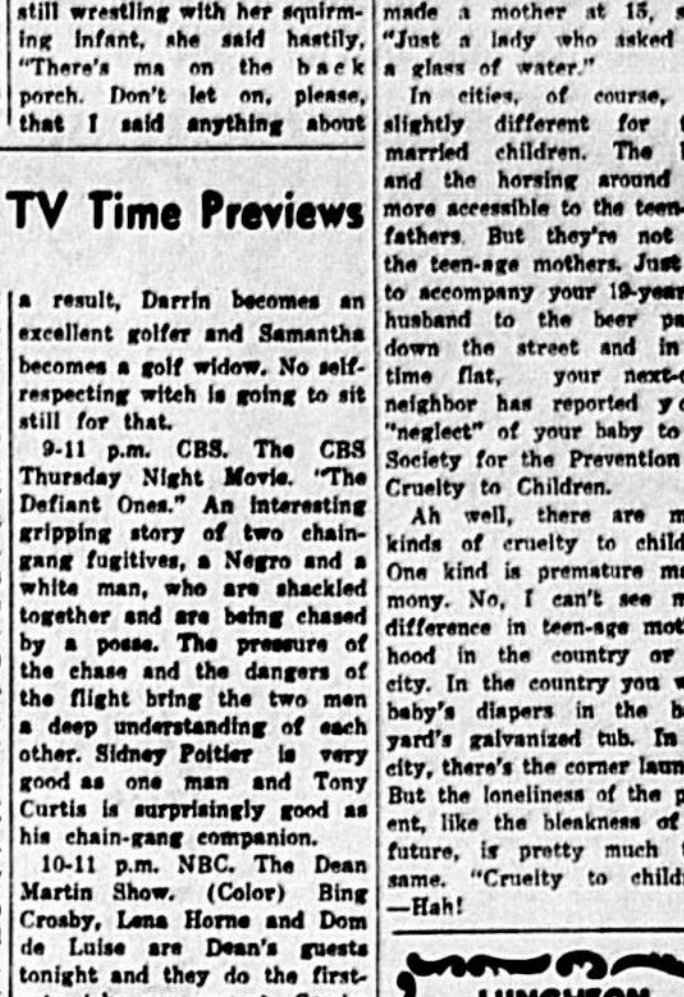 still wrestling with her squirm-
ing infant, she said hastily,
"There's ma on the back
porch. Don't let on, please,
that I said anything about
TV Time Previews
a result, Darrin becomes an
excellent golfer and Samantha
becomes a golf widow. No self-
respecting witch is going to sit
still for that.
9-11 p.m. CBS. The CBS
Thursday Night Movie. "The
Defiant Ones." An interesting
gripping story of two chain-
gang fugitives, a Negro and a
white man, who are shackled
together and are being chased
by a posse. The pressure of
the chase and the dangers of
the flight bring the two men
a deep understanding of each
other. Sidney Poitier is very
good as one man and Tony
Curtis is surprisingly good as
his chain-gang companion.
10-11 p.m. NBC. The Dean
Martin Show. (Color) Bing
Crosby, Lena Horne and Dom
de Luise are Dean's guests
tonight and they do the first-
made a mother at 15,
"Just a lady who asked
a glass of water."
In cities, of course,
slightly different for
married children. The
and the horsing around
more accessible to the teen-
fathers. But they're not
the teen-age mothers. Just
to accompany your 19-year
husband to the beer
down the street and in
time flat, your next-
neighbor has reported
"neglect" of your baby to
Society for the Prevention
Cruelty to Children.
Ah well, there are
kinds of cruelty to
One kind is premature
mony. No, I can't see
difference in teen-age
hood in the country or
city. In the country you
baby's diapers in the
yard's galvanized tub. In
city, there's the corner
But the loneliness of the
ent, like the bleakness of
future, is pretty much
same. "Cruelty to
—Hah!
LUNCHEON